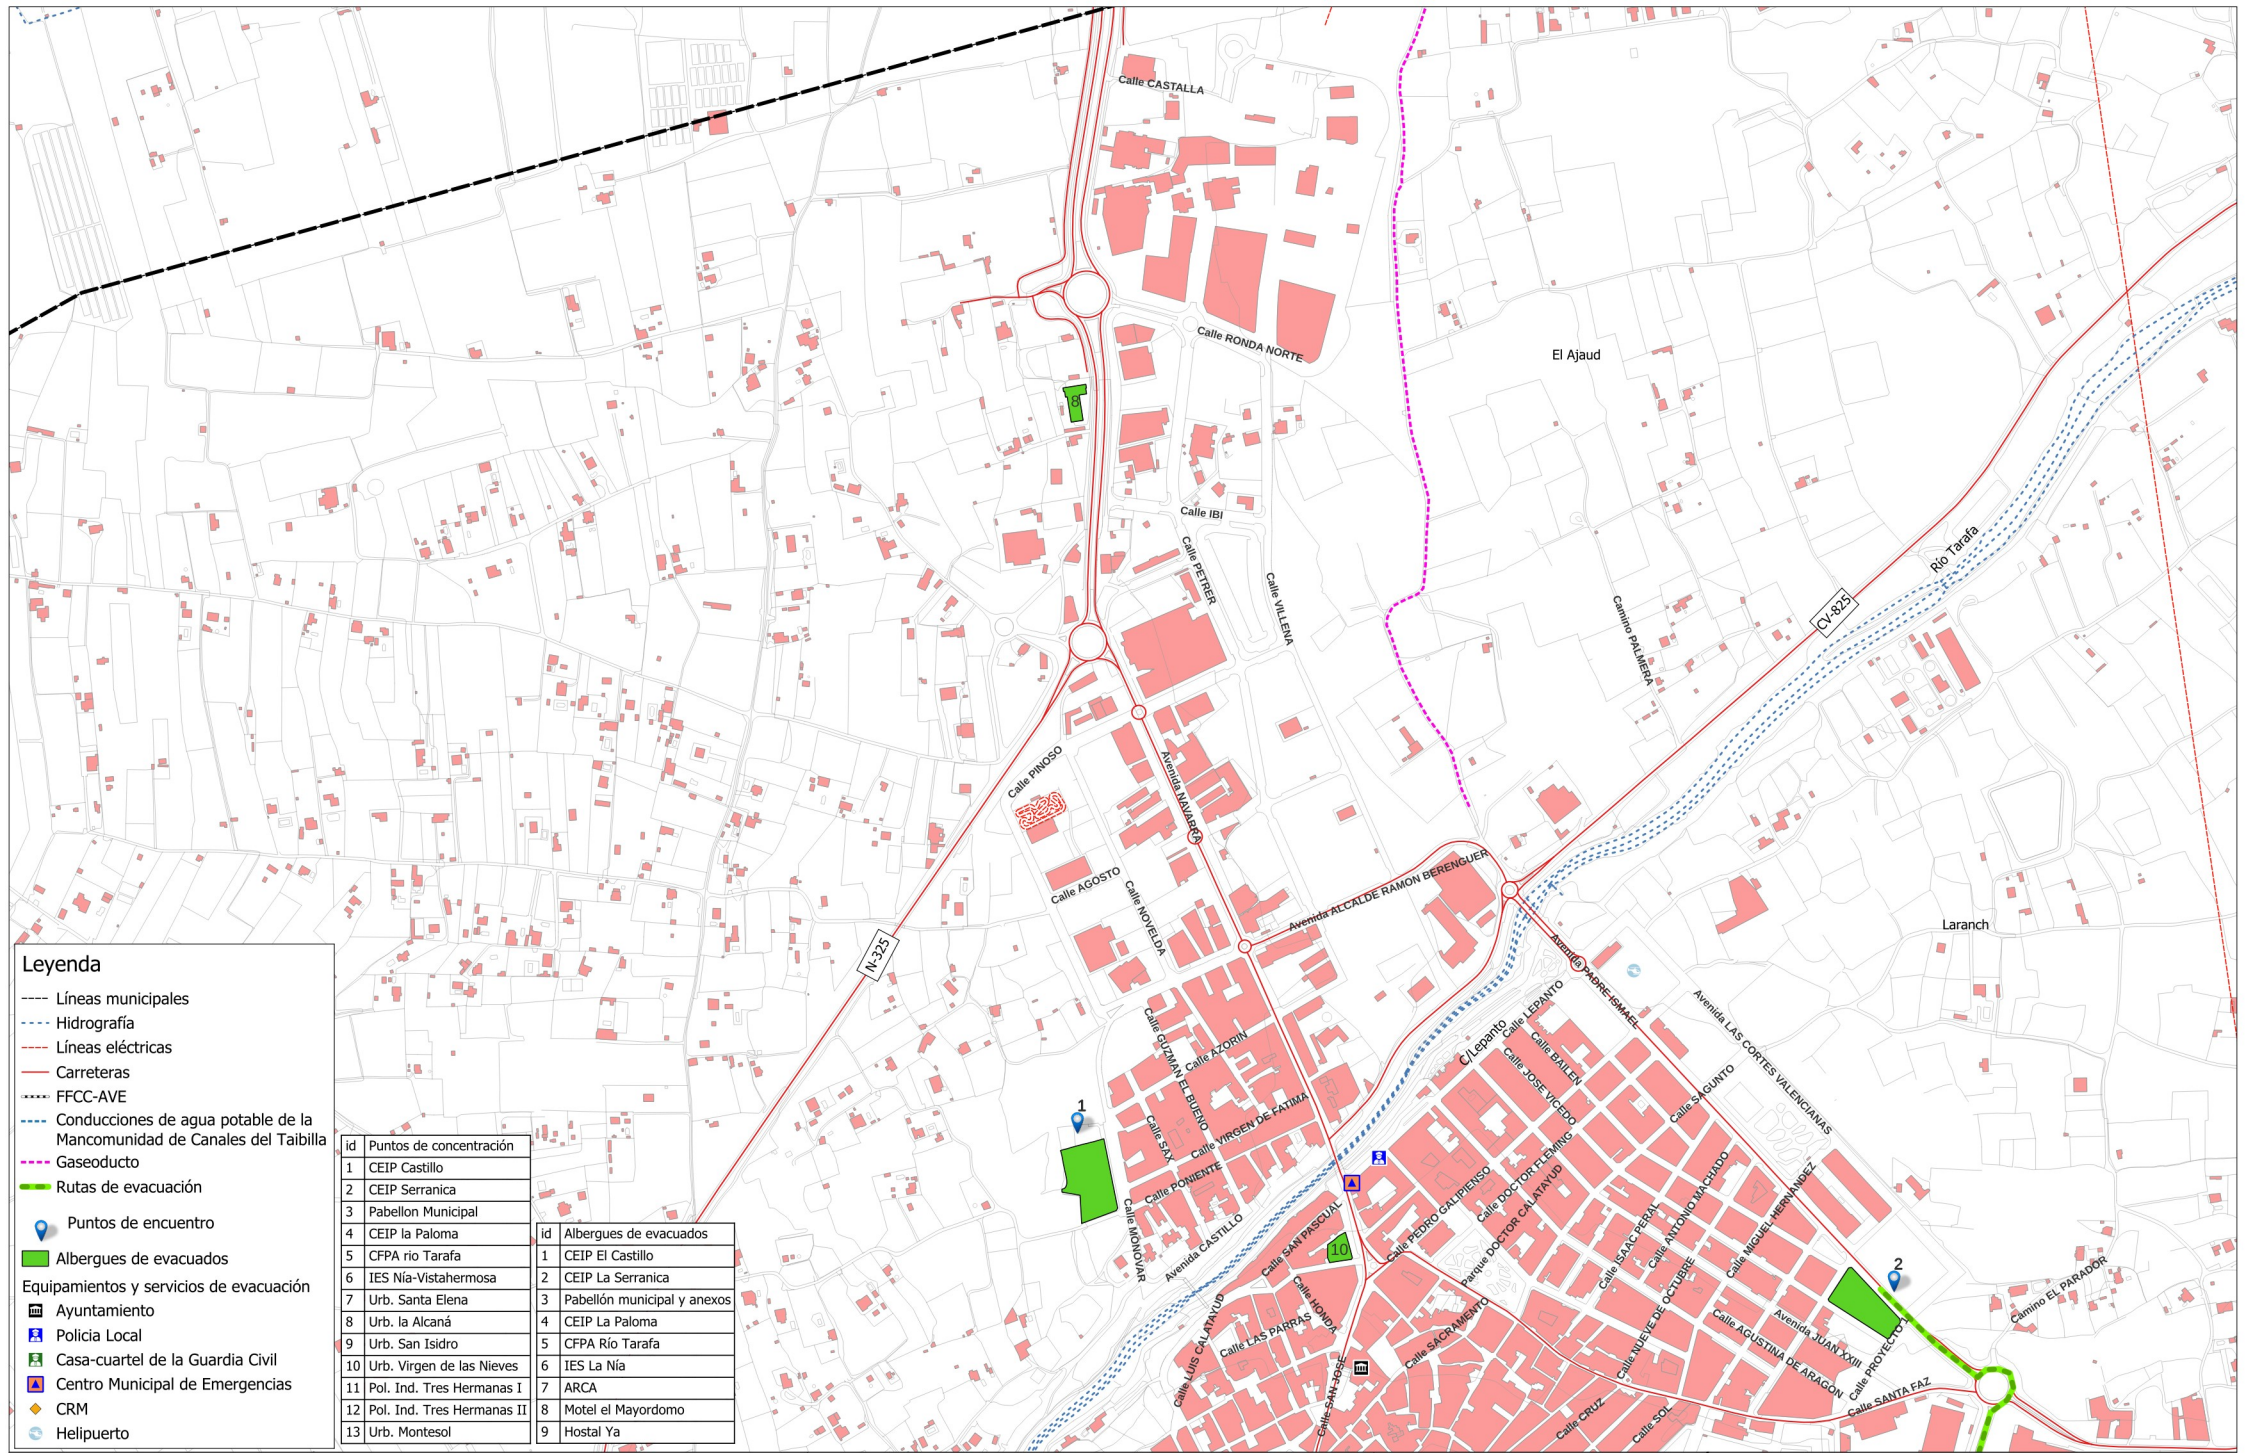 Calle CASTALLA
Calle RONDA NORTE
El Ajaud
8
Calle IBI
Calle PETRER
Calle VILLENA
Río Tarafa
CV-825
Camino PALMERA
Calle PINOSO
Avenida NAVARRA
Calle AGOSTO
Calle NOVELDA
Avenida ALCALDE RAMON BERENGUER
N-325
Laranch
Avenida PADRE ISMAEL
Avenida LAS CORTES VALENCIANAS
Calle LEPANTO
C/Lepanto
Calle BAILEN
Calle JOSE VICEDO
Calle SAGUNTO
Calle GUZMAN EL BUENO
Calle AZORIN
Calle VIRGEN DE FATIMA
Calle SAX
Calle PONIENTE
Calle MONOVAR
Avenida CASTILLO
1
Calle DOCTOR FLEMING
Calle PEDRO GALIPIENSO
Calle DOCTOR CALATAYUD
Parque DOCTOR CALATAYUD
Calle SAN PASCUAL
10
Calle HONDA
Calle LAS PARRAS
Calle LUIS CALATAYUD
Calle SAN JOSE
Calle SACRAMENTO
Calle ISAAC PERAL
Calle ANTONIO MACHADO
Calle MIGUEL HERNANDEZ
Calle NUEVE DE OCTUBRE
Calle AGUSTINA DE ARAGON
Avenida JUAN XXIII
Calle PROYECTO 1
2
Camino EL PARADOR
Calle SANTA FAZ
Calle CRUZ
Calle SOL
Leyenda
Líneas municipales
Hidrografía
Líneas eléctricas
Carreteras
FFCC-AVE
Conducciones de agua potable de la
Mancomunidad de Canales del Taibilla
Gaseoducto
Rutas de evacuación
Puntos de encuentro
Albergues de evacuados
Equipamientos y servicios de evacuación
Ayuntamiento
Policia Local
Casa-cuartel de la Guardia Civil
Centro Municipal de Emergencias
CRM
Helipuerto
id Puntos de concentración
1 CEIP Castillo
2 CEIP Serranica
3 Pabellon Municipal
4 CEIP la Paloma
5 CFPA rio Tarafa
6 IES Nía-Vistahermosa
7 Urb. Santa Elena
8 Urb. la Alcaná
9 Urb. San Isidro
10 Urb. Virgen de las Nieves
11 Pol. Ind. Tres Hermanas I
12 Pol. Ind. Tres Hermanas II
13 Urb. Montesol
id Albergues de evacuados
1 CEIP El Castillo
2 CEIP La Serranica
3 Pabellón municipal y anexos
4 CEIP La Paloma
5 CFPA Río Tarafa
6 IES La Nía
7 ARCA
8 Motel el Mayordomo
9 Hostal Ya